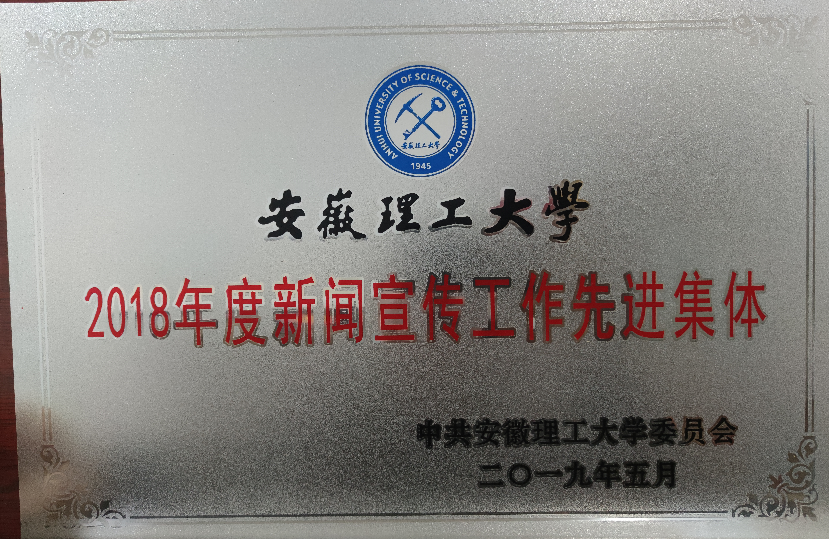 ANHUI UNIVERSITY OF SCIENCE & TECHNOLOGY
安徽理工大学
1945
安徽理工大學
2018年度新闻宣传工作先进集体
中共安徽理工大学委员会
二〇一九年五月